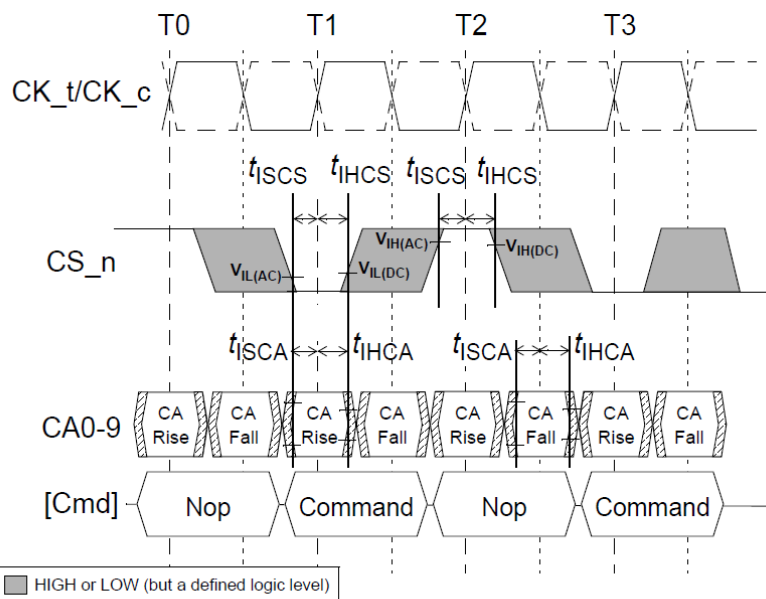 T0 T1 T2 T3
CK_t/CK_c
tISCS tIHCS tISCS tIHCS
VIH(AC) VIH(DC)
CS_n
VIL(AC) VIL(DC)
tISCA tIHCA tISCA tIHCA
CA0-9
CA Rise
CA Fall
CA Rise
CA Fall
CA Rise
CA Fall
CA Rise
CA Fall
[Cmd] Nop Command Nop Command
HIGH or LOW (but a defined logic level)